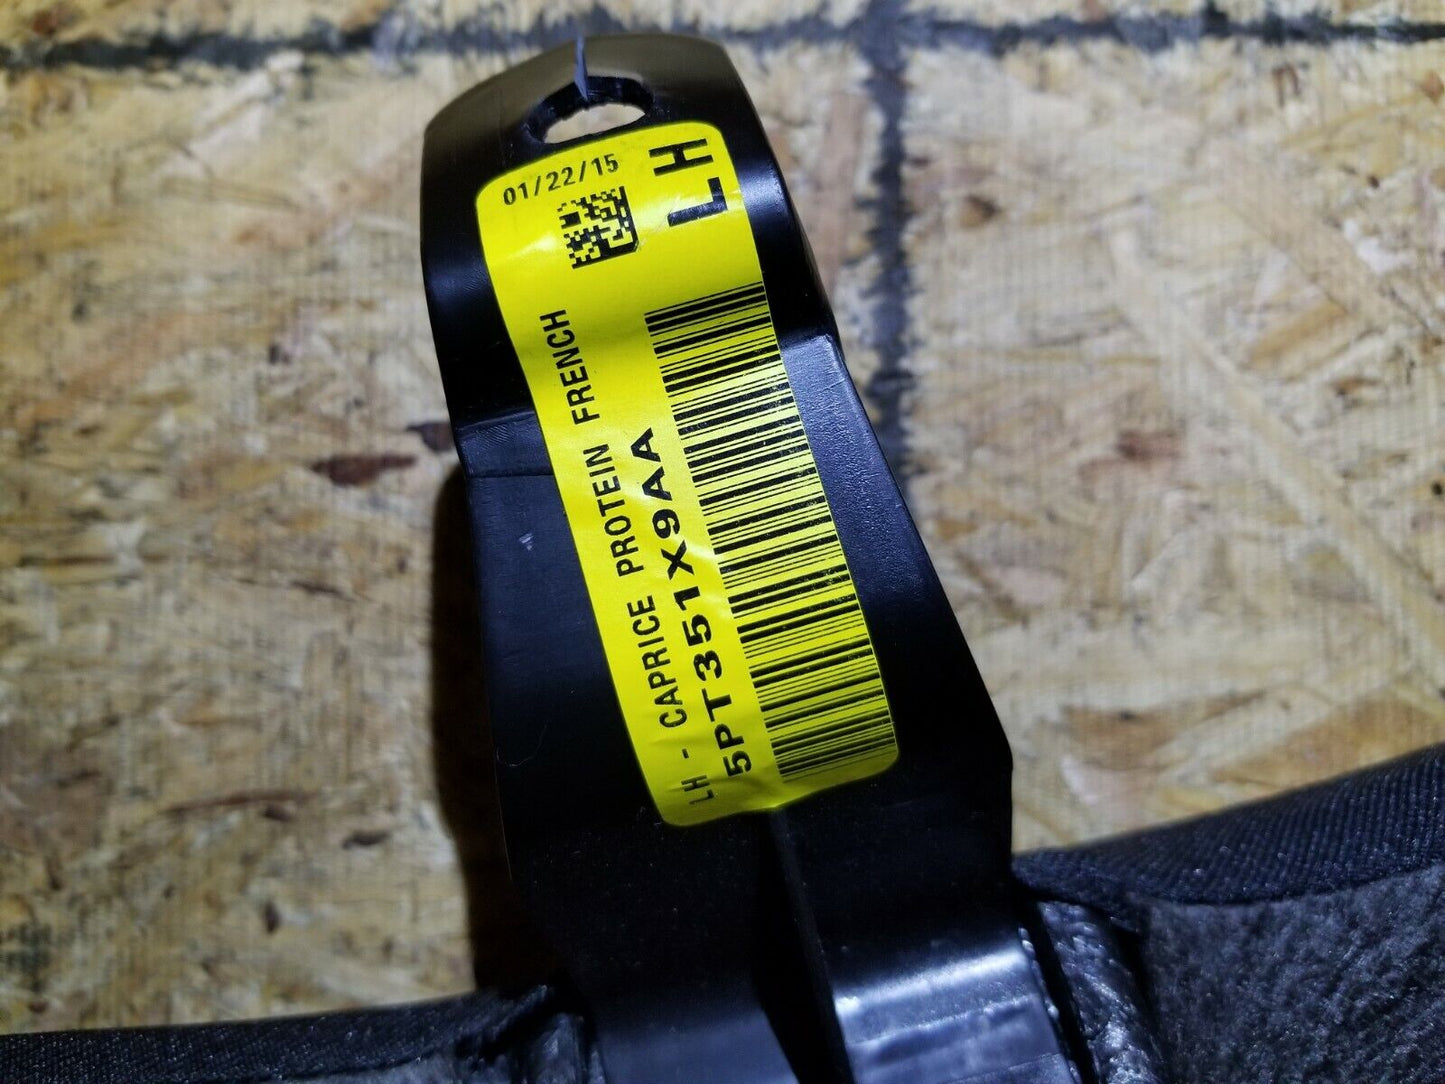 01/22/15
LH
LH - CAPRICE PROTEIN FRENCH
5PT351X9AA